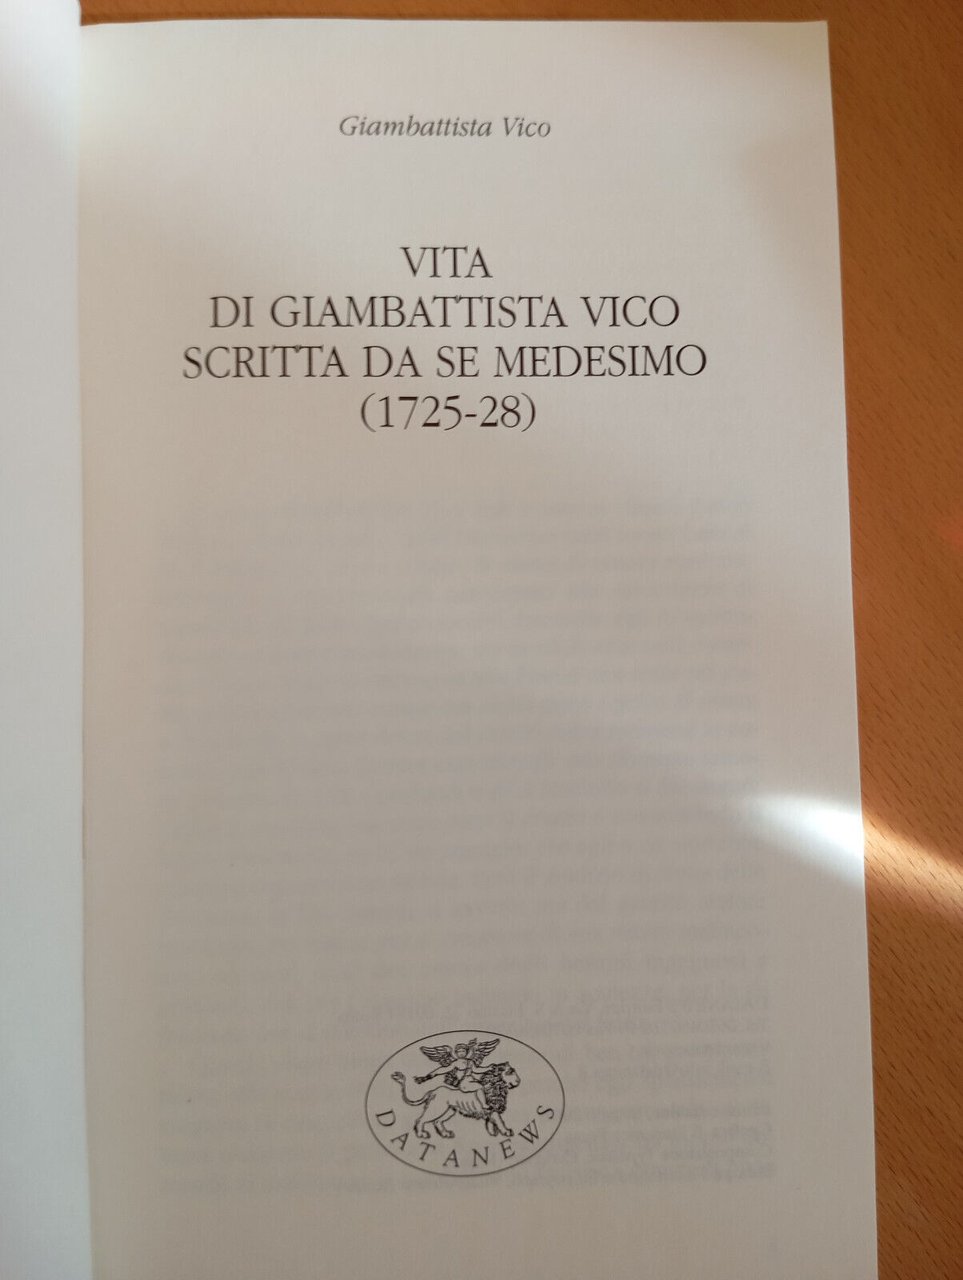 Giambattista Vico
VITA
DI GIAMBATTISTA VICO
SCRITTA DA SE MEDESIMO
(1725-28)
DATANEWS